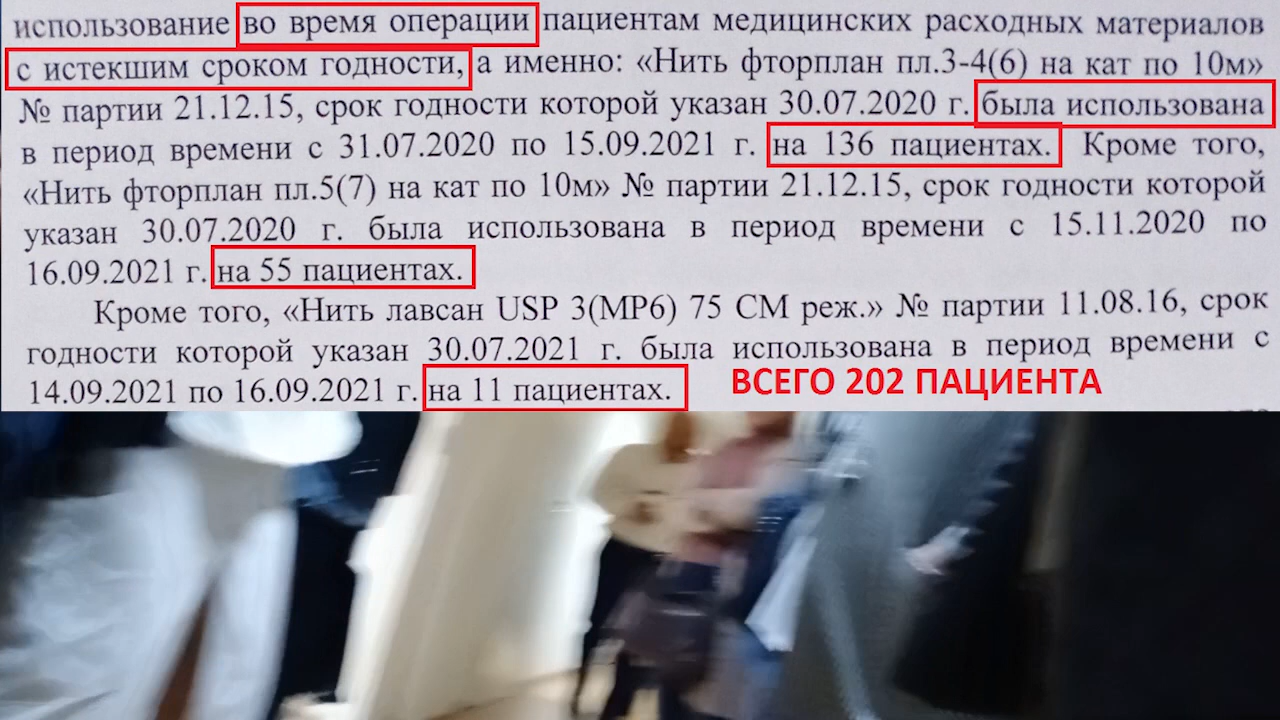 использование во время операции пациентам медицинских расходных материалов
с истекшим сроком годности, а именно: «Нить фторплан пл.3-4(6) на кат по 10м»
№ партии 21.12.15, срок годности которой указан 30.07.2020 г. была использована
в период времени с 31.07.2020 по 15.09.2021 г. на 136 пациентах. Кроме того,
«Нить фторплан пл.5(7) на кат по 10м» № партии 21.12.15, срок годности которой
указан 30.07.2020 г. была использована в период времени с 15.11.2020 по
16.09.2021 г. на 55 пациентах.
Кроме того, «Нить лавсан USP 3(МР6) 75 СМ реж.» № партии 11.08.16, срок
годности которой указан 30.07.2021 г. была использована в период времени с
14.09.2021 по 16.09.2021 г. на 11 пациентах. ВСЕГО 202 ПАЦИЕНТА